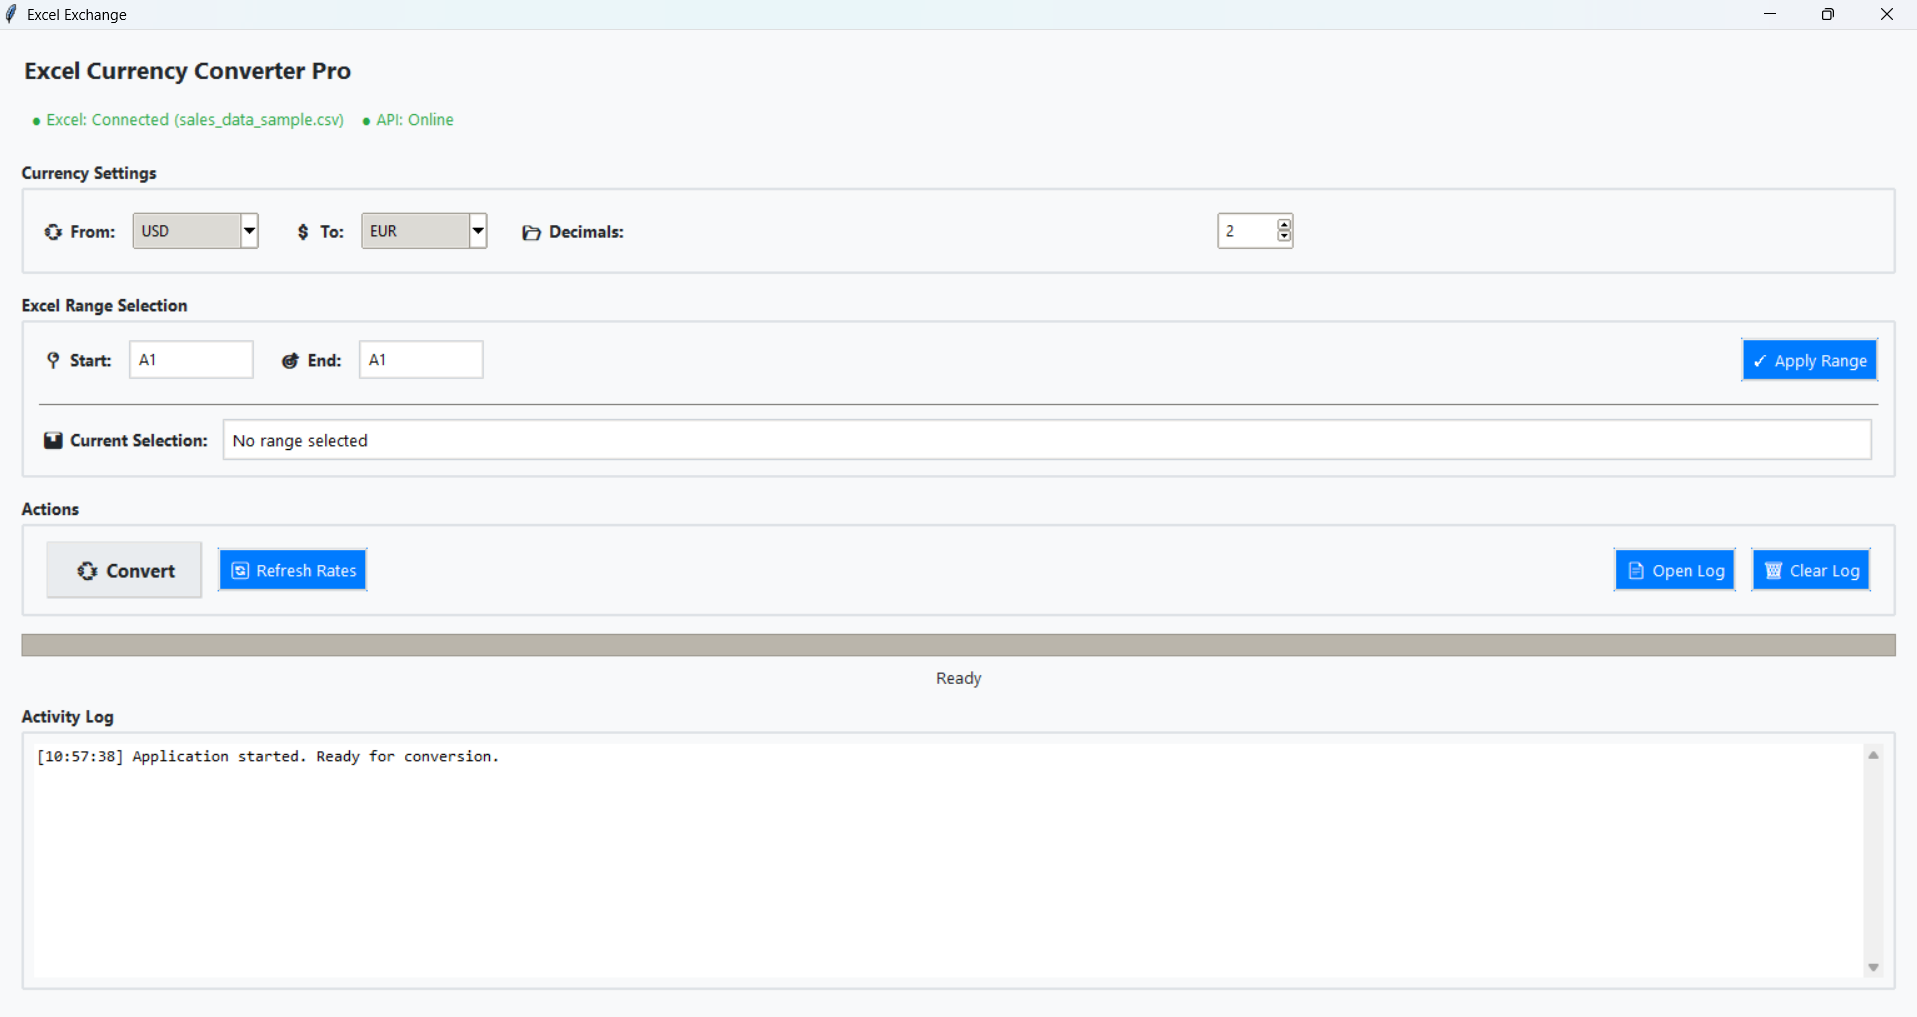 Excel Exchange
Excel Currency Converter Pro
● Excel: Connected (sales_data_sample.csv) ● API: Online
Currency Settings
From: USD $ To: EUR Decimals: 2
Excel Range Selection
Start: A1 End: A1 ✓ Apply Range
Current Selection: No range selected
Actions
Convert Refresh Rates Open Log Clear Log
Ready
Activity Log
[10:57:38] Application started. Ready for conversion.